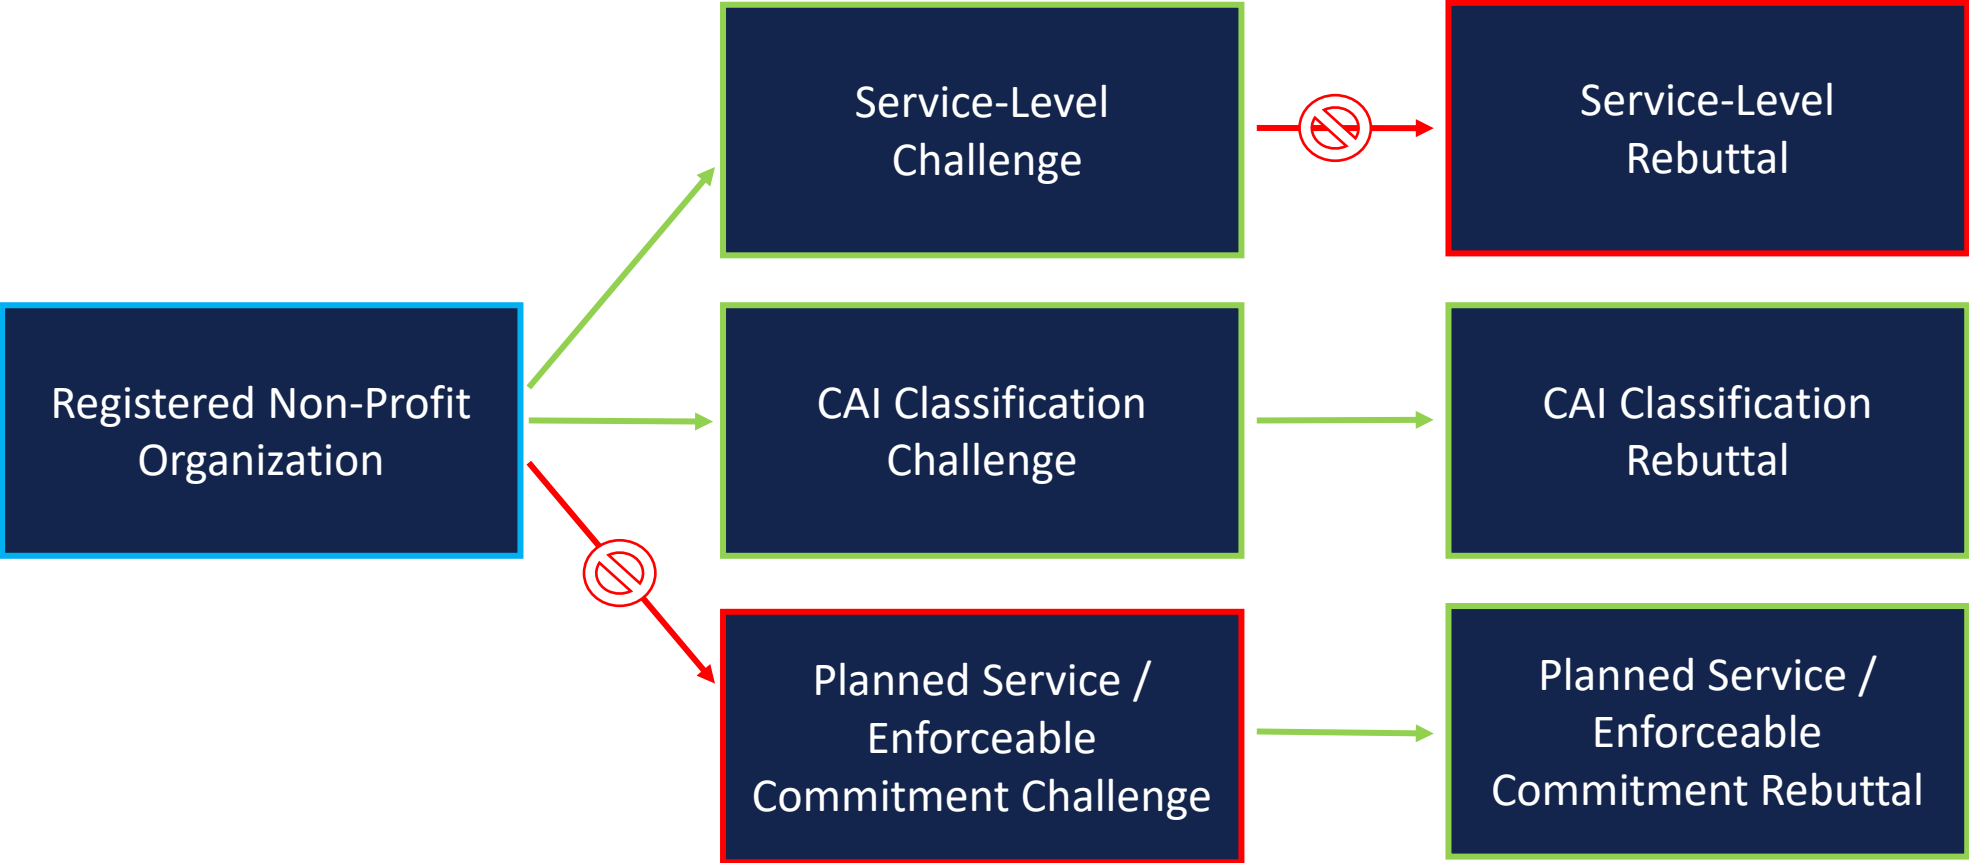 Service-Level
Challenge
Service-Level
Rebuttal
Registered Non-Profit
Organization
CAI Classification
Challenge
CAI Classification
Rebuttal
Planned Service /
Enforceable
Commitment Challenge
Planned Service /
Enforceable
Commitment Rebuttal